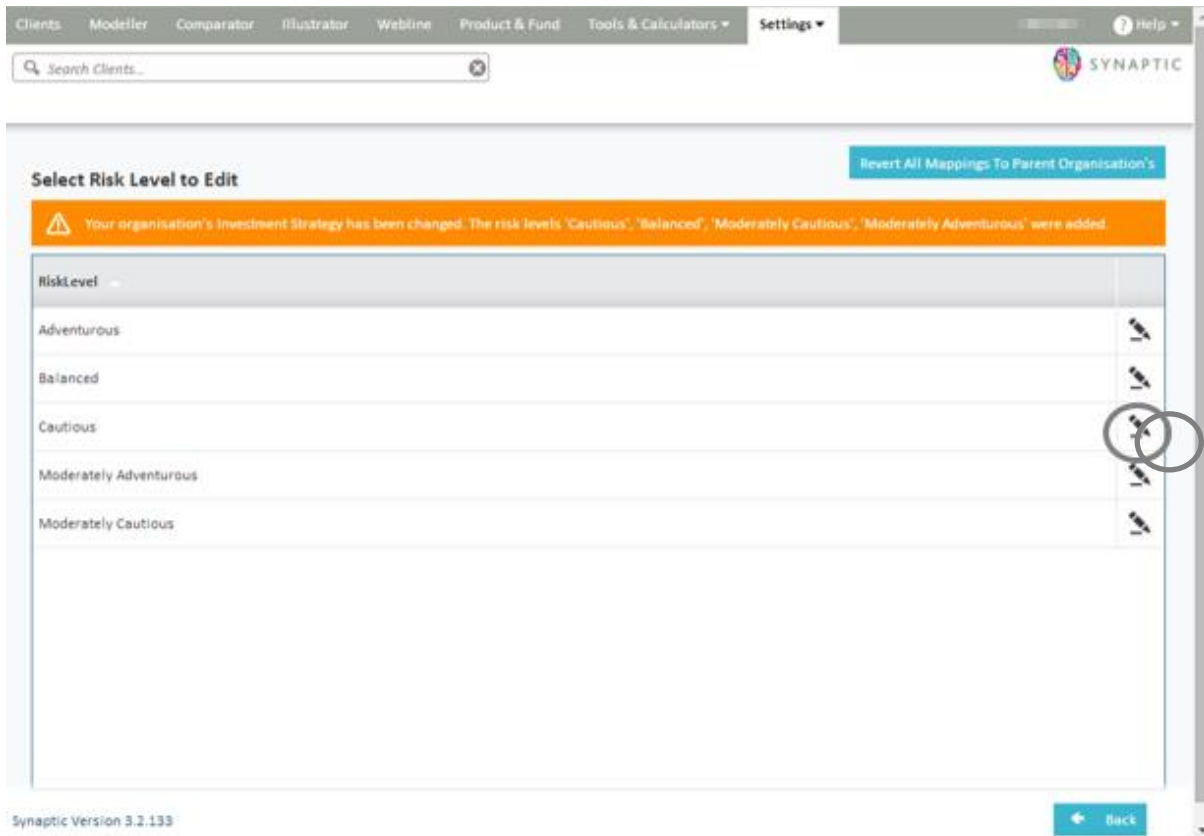 Clients Modeller Comparator Illustrator Webline Product & Fund Tools & Calculators Settings Help
Search Clients...
SYNAPTIC
Revert All Mappings To Parent Organisation's
Select Risk Level to Edit
Your organisation's Investment Strategy has been changed. The risk levels 'Cautious', 'Balanced', 'Moderately Cautious', 'Moderately Adventurous' were added.
RiskLevel
Adventurous
Balanced
Cautious
Moderately Adventurous
Moderately Cautious
Synaptic Version 3.2.133
Back